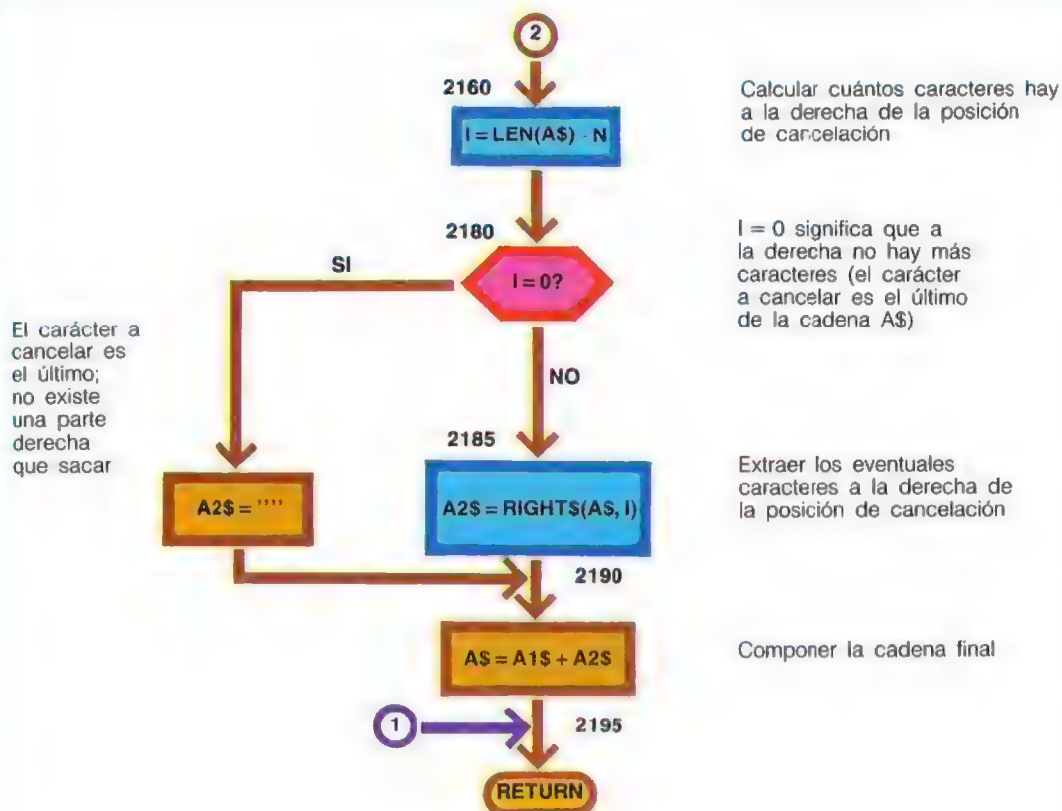 2
2160
I = LEN(A$) - N
Calcular cuántos caracteres hay
a la derecha de la posición
de cancelación
2180
I = 0?
SI
NO
I = 0 significa que a
la derecha no hay más
caracteres (el carácter
a cancelar es el último
de la cadena A$)
El carácter a
cancelar es
el último;
no existe
una parte
derecha
que sacar
A2$ = ""
2185
A2$ = RIGHT$(A$, I)
Extraer los eventuales
caracteres a la derecha de
la posición de cancelación
2190
A$ = A1$ + A2$
Componer la cadena final
1
2195
RETURN